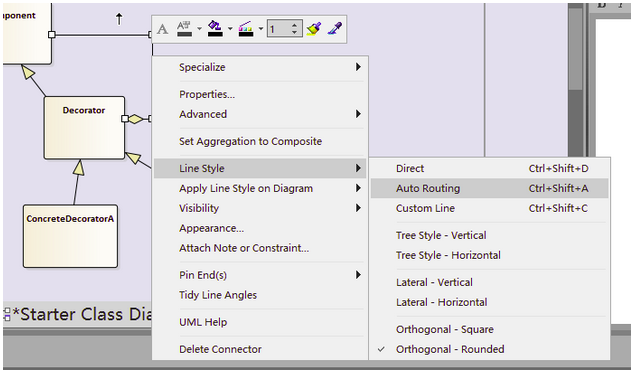 ponent
A
AB
1
B I
Specialize
Properties...
Advanced
Set Aggregation to Composite
Line Style
Apply Line Style on Diagram
Visibility
Appearance...
Attach Note or Constraint...
Pin End(s)
Tidy Line Angles
UML Help
Delete Connector
Direct Ctrl+Shift+D
Auto Routing Ctrl+Shift+A
Custom Line Ctrl+Shift+C
Tree Style - Vertical
Tree Style - Horizontal
Lateral - Vertical
Lateral - Horizontal
Orthogonal - Square
Orthogonal - Rounded
Decorator
ConcreteDecoratorA
*Starter Class Dia